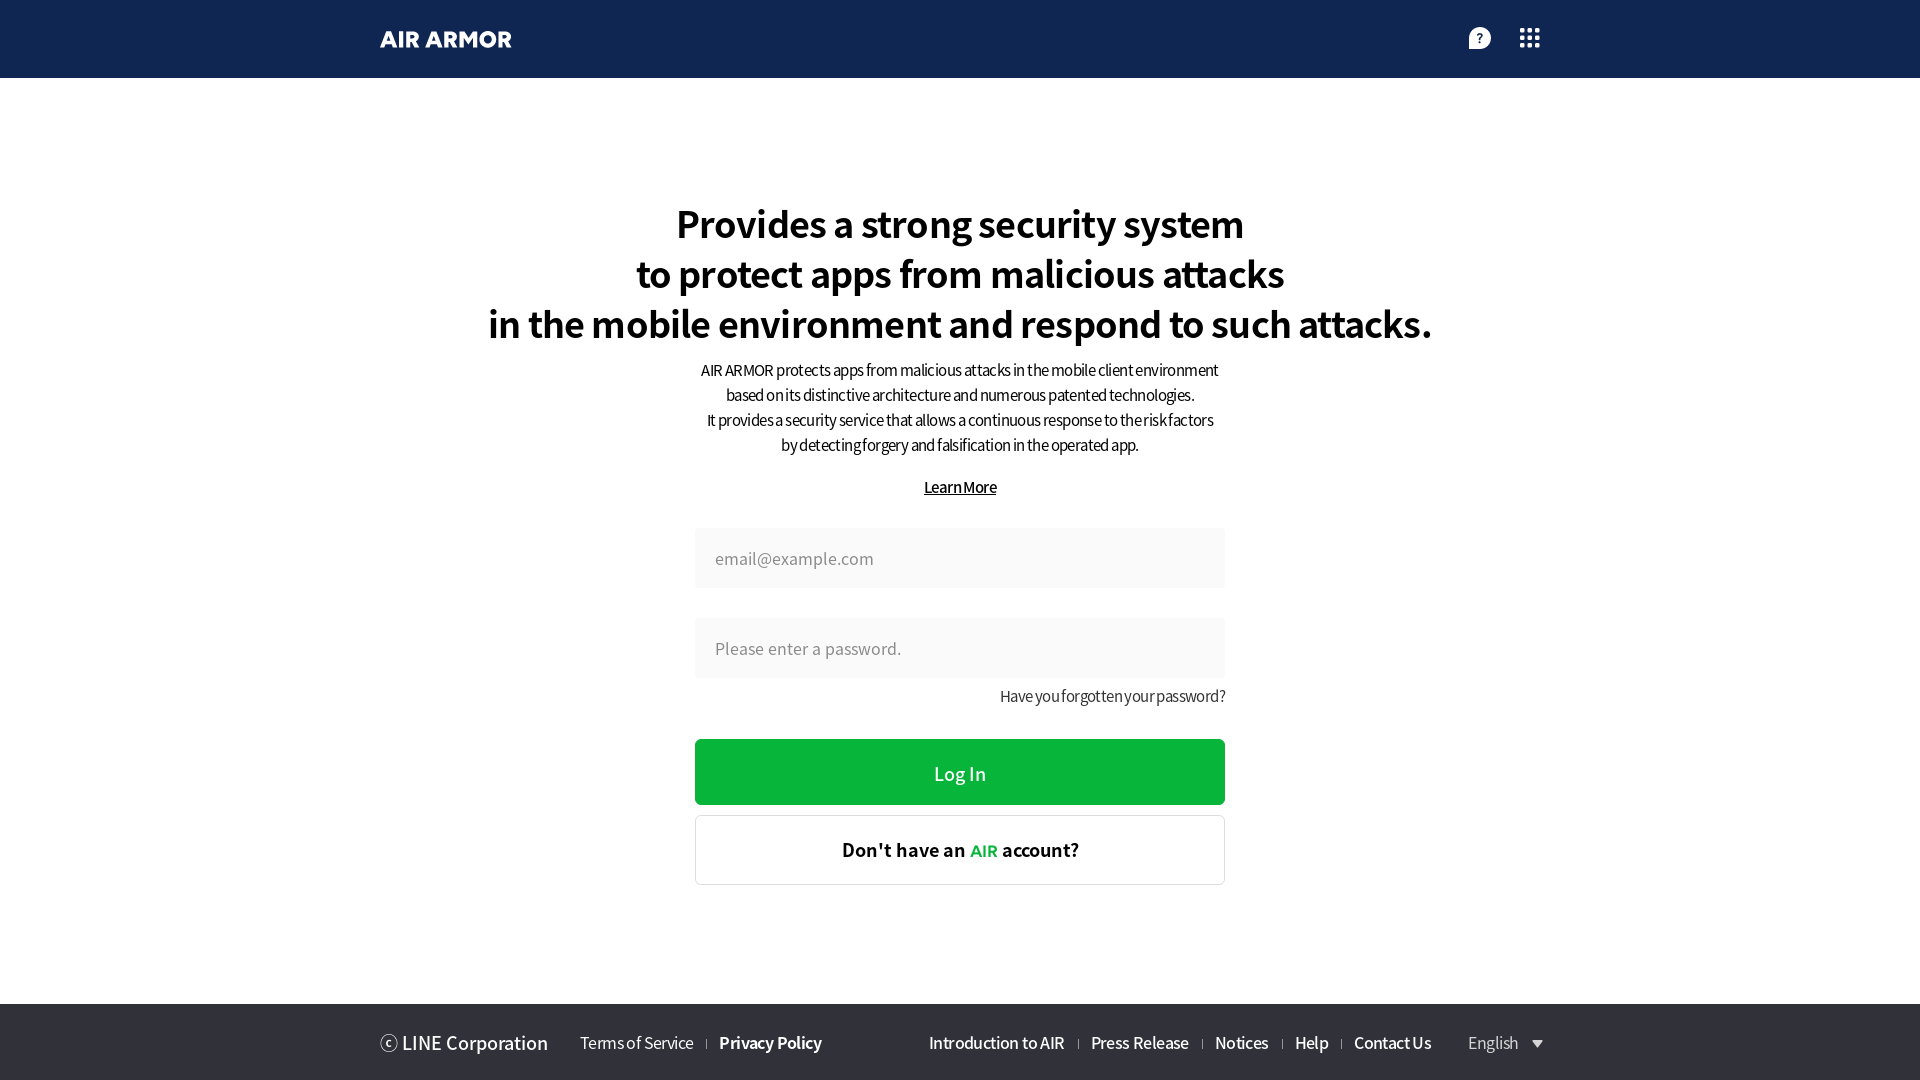 AIR ARMOR
?
Provides a strong security system
to protect apps from malicious attacks
in the mobile environment and respond to such attacks.
AIR ARMOR protects apps from malicious attacks in the mobile client environment
based on its distinctive architecture and numerous patented technologies.
It provides a security service that allows a continuous response to the risk factors
by detecting forgery and falsification in the operated app.
Learn More
email@example.com
Please enter a password.
Have you forgotten your password?
Log In
Don't have an AIR account?
ⓒ LINE Corporation Terms of Service Privacy Policy Introduction to AIR Press Release Notices Help Contact Us English